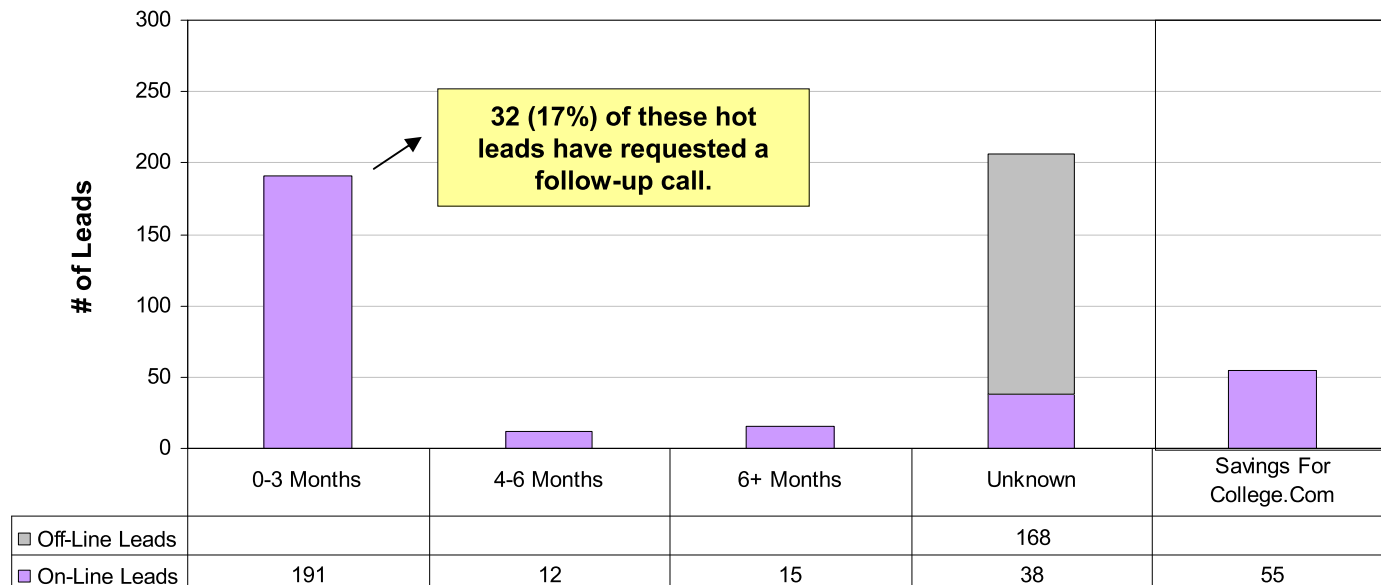 300
250
200
150
100
50
0
# of Leads
32 (17%) of these hot
leads have requested a
follow-up call.
0-3 Months 4-6 Months 6+ Months Unknown Savings For
College.Com
Off-Line Leads 168
On-Line Leads 191 12 15 38 55